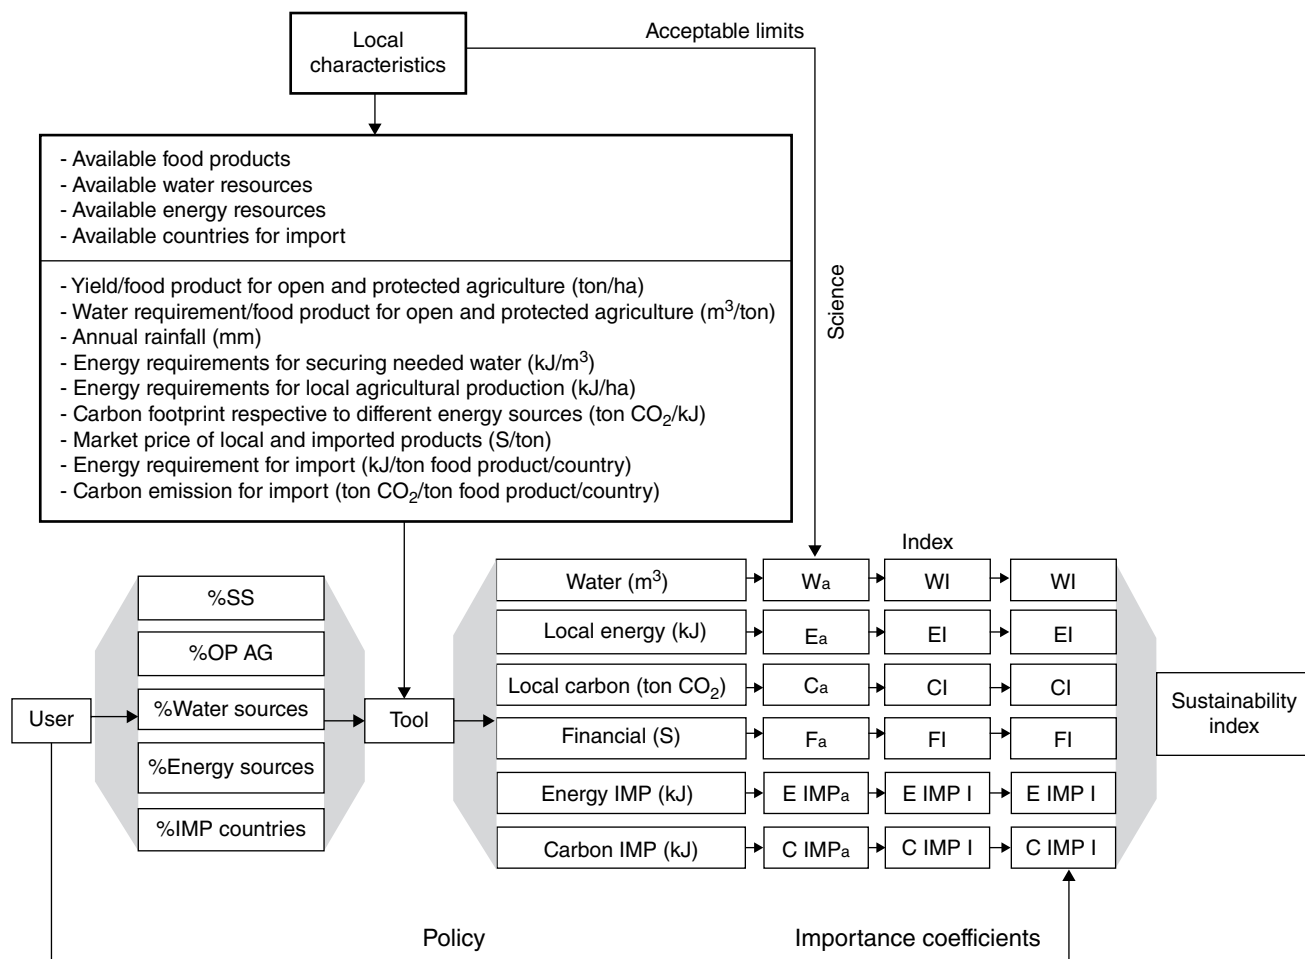 Local
characteristics
Acceptable limits
- Available food products
- Available water resources
- Available energy resources
- Available countries for import
- Yield/food product for open and protected agriculture (ton/ha)
- Water requirement/food product for open and protected agriculture (m³/ton)
- Annual rainfall (mm)
- Energy requirements for securing needed water (kJ/m³)
- Energy requirements for local agricultural production (kJ/ha)
- Carbon footprint respective to different energy sources (ton CO₂/kJ)
- Market price of local and imported products (S/ton)
- Energy requirement for import (kJ/ton food product/country)
- Carbon emission for import (ton CO₂/ton food product/country)
Science
Index
User
%SS
%OP AG
%Water sources
%Energy sources
%IMP countries
Tool
Water (m³) Wa WI WI
Local energy (kJ) Ea EI EI
Local carbon (ton CO₂) Ca CI CI
Financial (S) Fa FI FI
Energy IMP (kJ) E IMPa E IMP I E IMP I
Carbon IMP (kJ) C IMPa C IMP I C IMP I
Sustainability
index
Policy
Importance coefficients